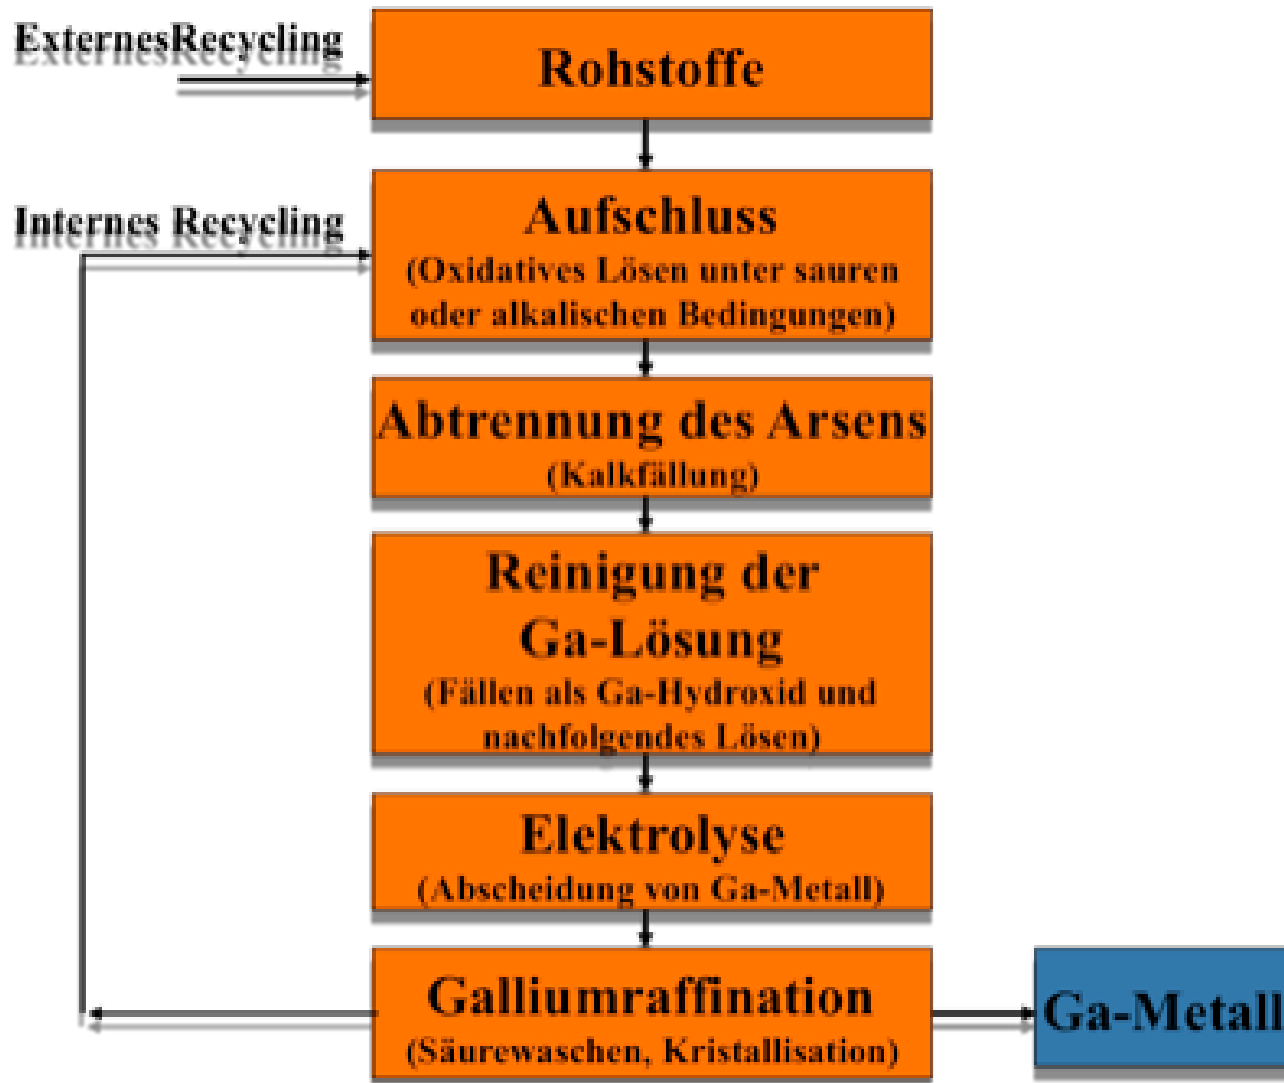 ExternesRecycling
Rohstoffe
Internes Recycling
Aufschluss
(Oxidatives Lösen unter sauren
oder alkalischen Bedingungen)
Abtrennung des Arsens
(Kalkfällung)
Reinigung der
Ga-Lösung
(Fällen als Ga-Hydroxid und
nachfolgendes Lösen)
Elektrolyse
(Abscheidung von Ga-Metall)
Galliumraffination
(Säurewaschen, Kristallisation)
Ga-Metall